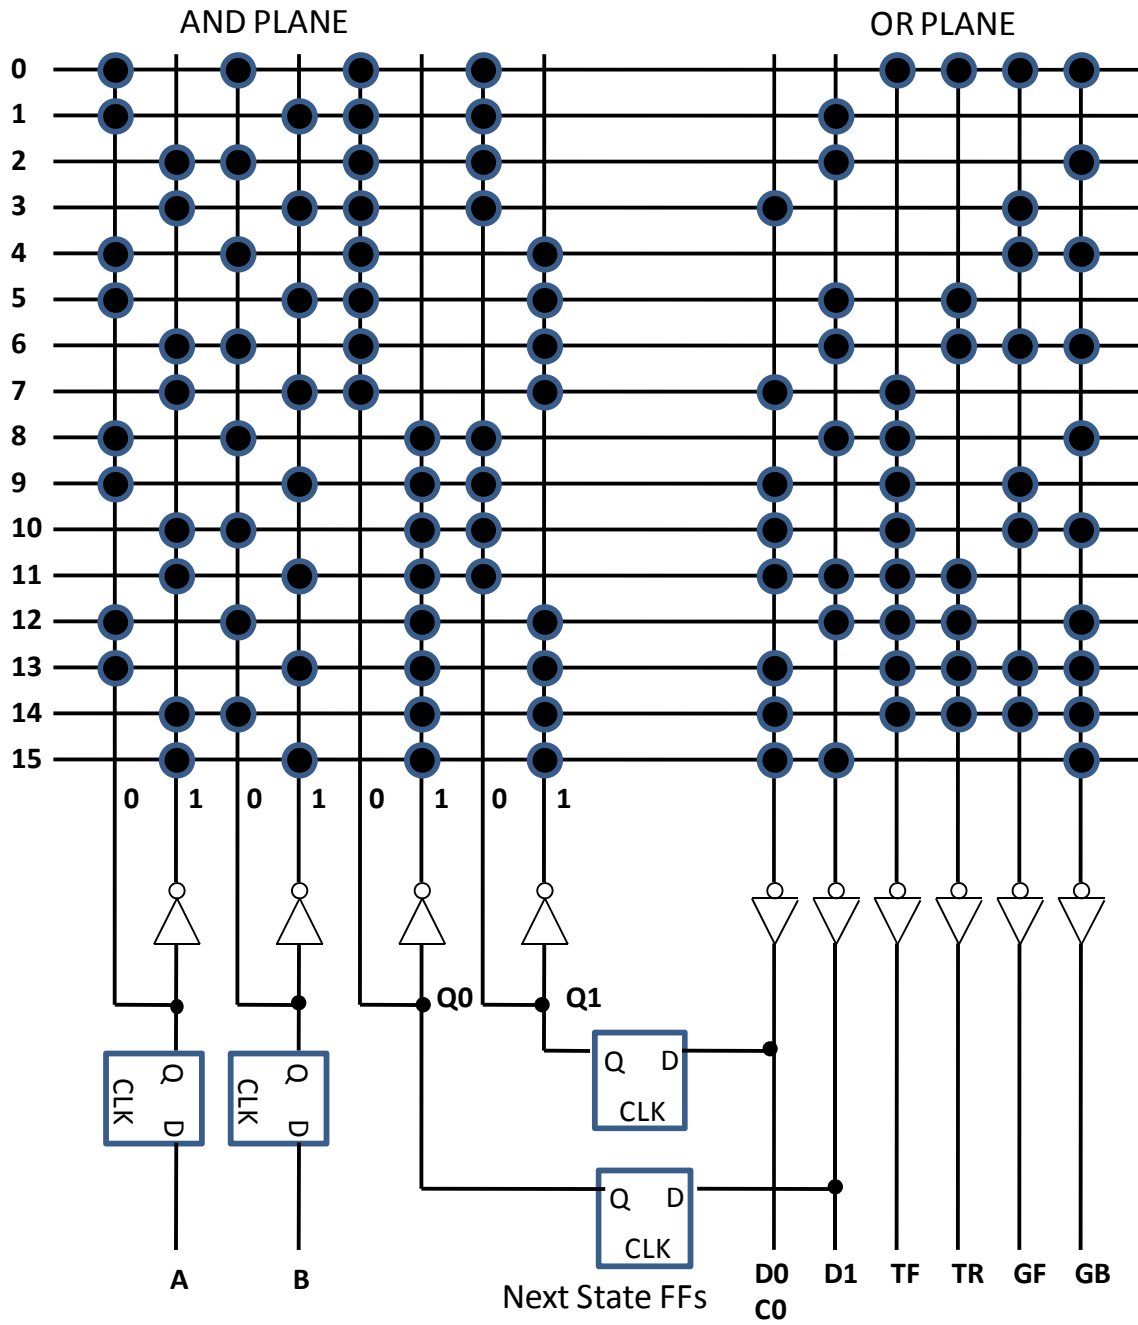 AND PLANE
OR PLANE
0
1
2
3
4
5
6
7
8
9
10
11
12
13
14
15
0 1 0 1 0 1 0 1
Q0
Q1
Q D
CLK
Q D
CLK
Q D
CLK
Q D
CLK
A
B
Next State FFs
D0 D1 TF TR GF GB
C0